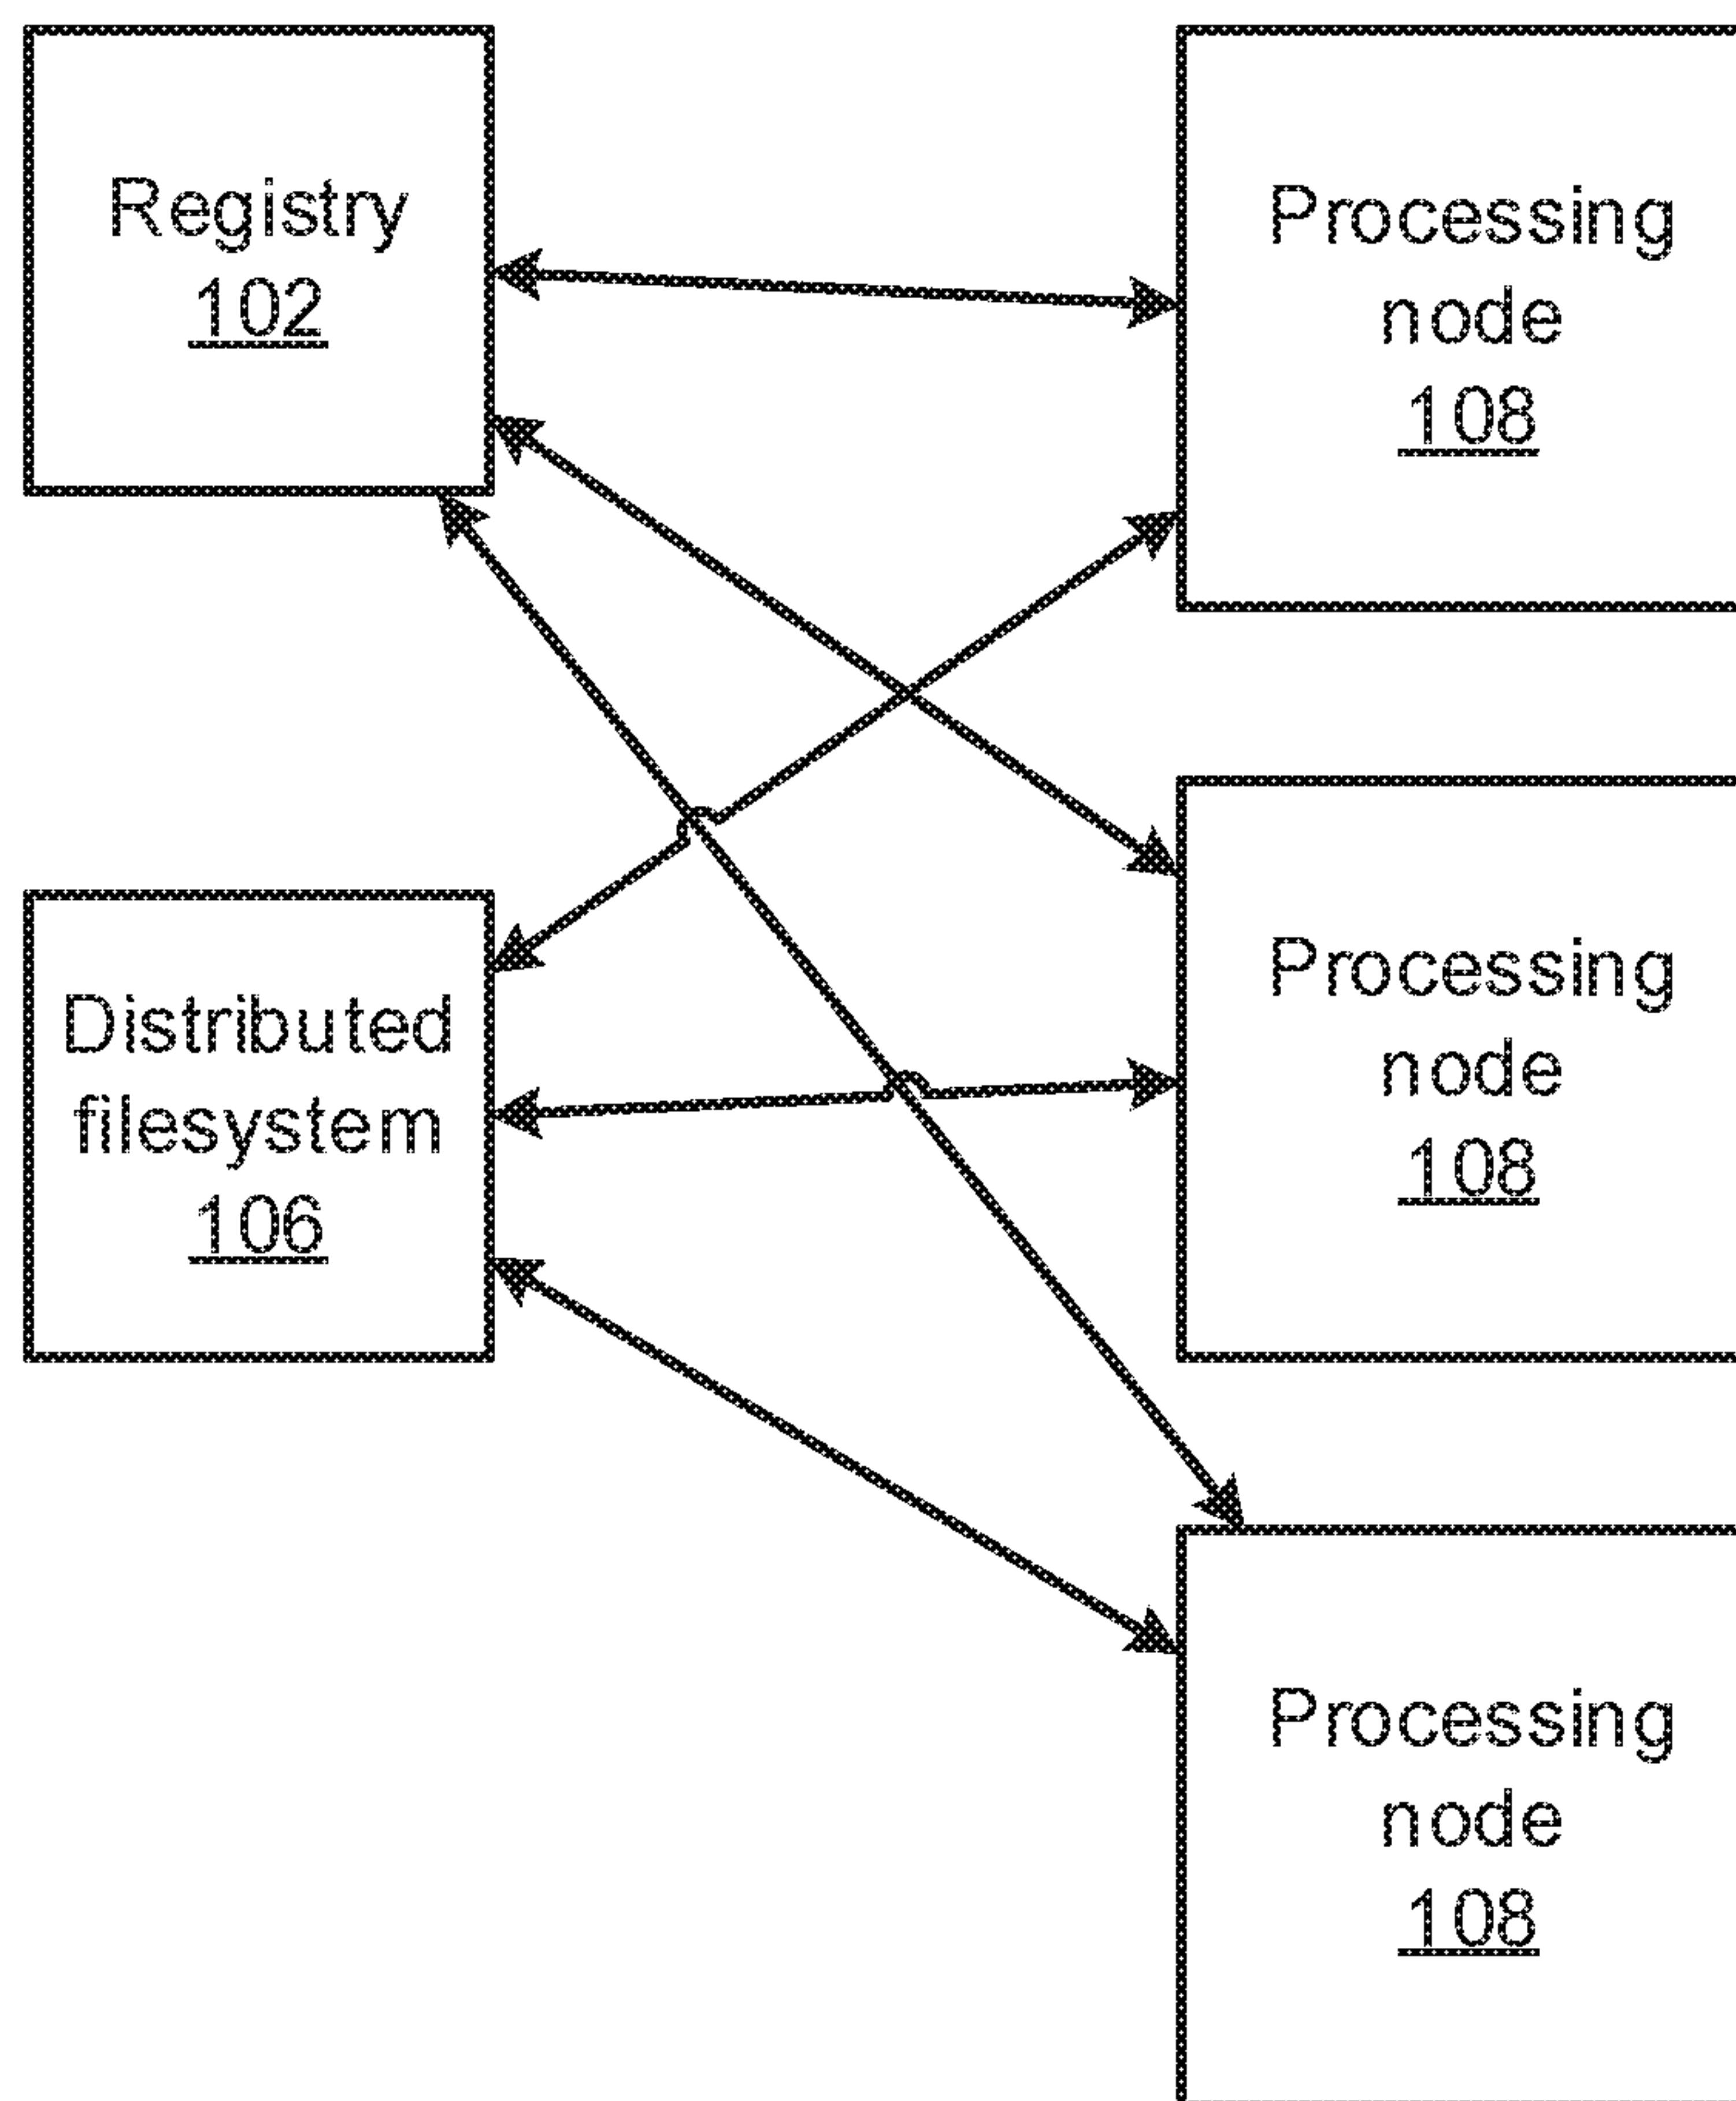 Registry
102
Distributed
filesystem
106
Processing
node
108
Processing
node
108
Processing
node
108